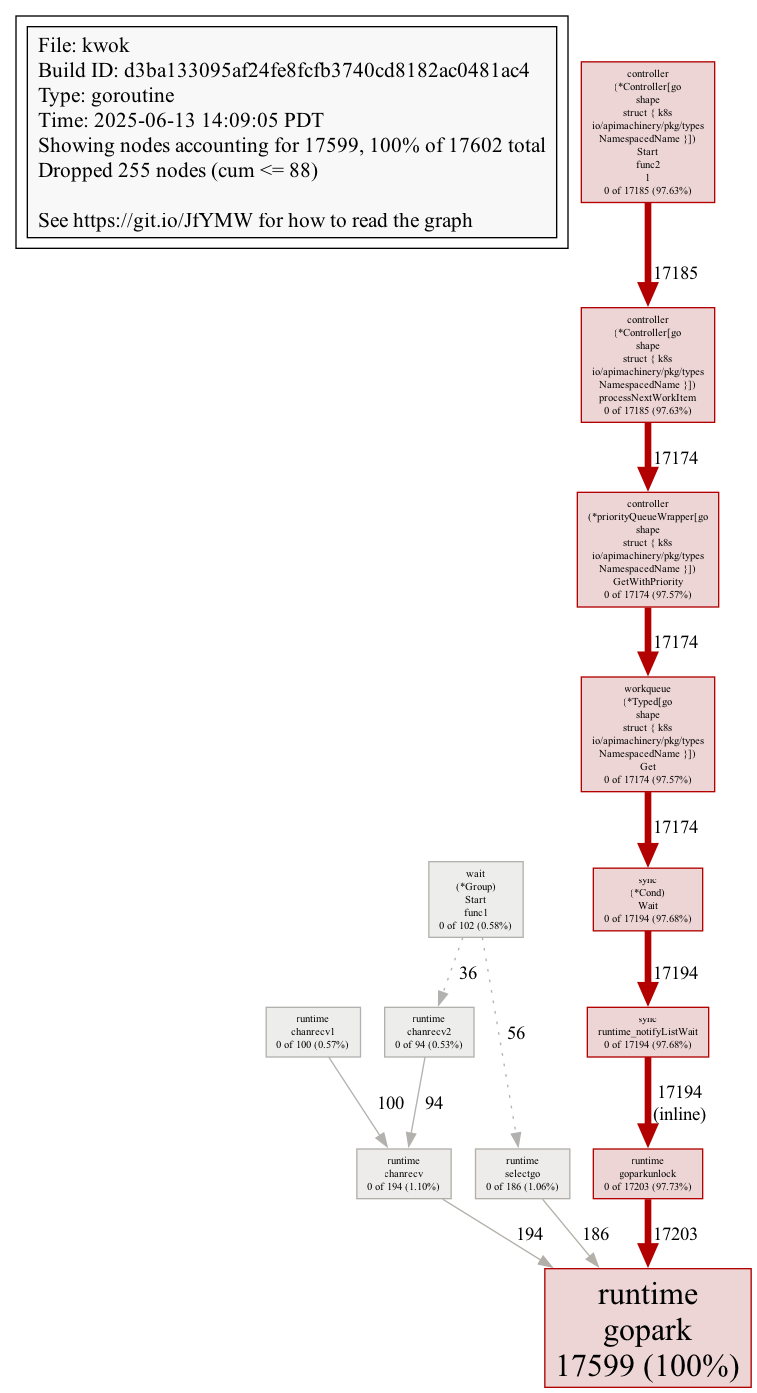 File: kwok
Build ID: d3ba133095af24fe8fcfb3740cd8182ac0481ac4
Type: goroutine
Time: 2025-06-13 14:09:05 PDT
Showing nodes accounting for 17599, 100% of 17602 total
Dropped 255 nodes (cum <= 88)
See https://git.io/JfYMW for how to read the graph
controller
(*Controller[go
shape
struct { k8s
io/apimachinery/pkg/types
NamespacedName }])
Start
func2
1
0 of 17185 (97.63%)
17185
controller
(*Controller[go
shape
struct { k8s
io/apimachinery/pkg/types
NamespacedName }])
processNextWorkItem
0 of 17185 (97.63%)
17174
controller
(*priorityQueueWrapper[go
shape
struct { k8s
io/apimachinery/pkg/types
NamespacedName }])
GetWithPriority
0 of 17174 (97.57%)
17174
workqueue
(*Typed[go
shape
struct { k8s
io/apimachinery/pkg/types
NamespacedName }])
Get
0 of 17174 (97.57%)
17174
wait
(*Group)
Start
func1
0 of 102 (0.58%)
sync
(*Cond)
Wait
0 of 17194 (97.68%)
36
56
17194
runtime
chanrecv1
0 of 100 (0.57%)
runtime
chanrecv2
0 of 94 (0.53%)
sync
runtime_notifyListWait
0 of 17194 (97.68%)
100
94
17194
(inline)
runtime
chanrecv
0 of 194 (1.10%)
runtime
selectgo
0 of 186 (1.06%)
runtime
goparkunlock
0 of 17203 (97.73%)
194
186
17203
runtime
gopark
17599 (100%)